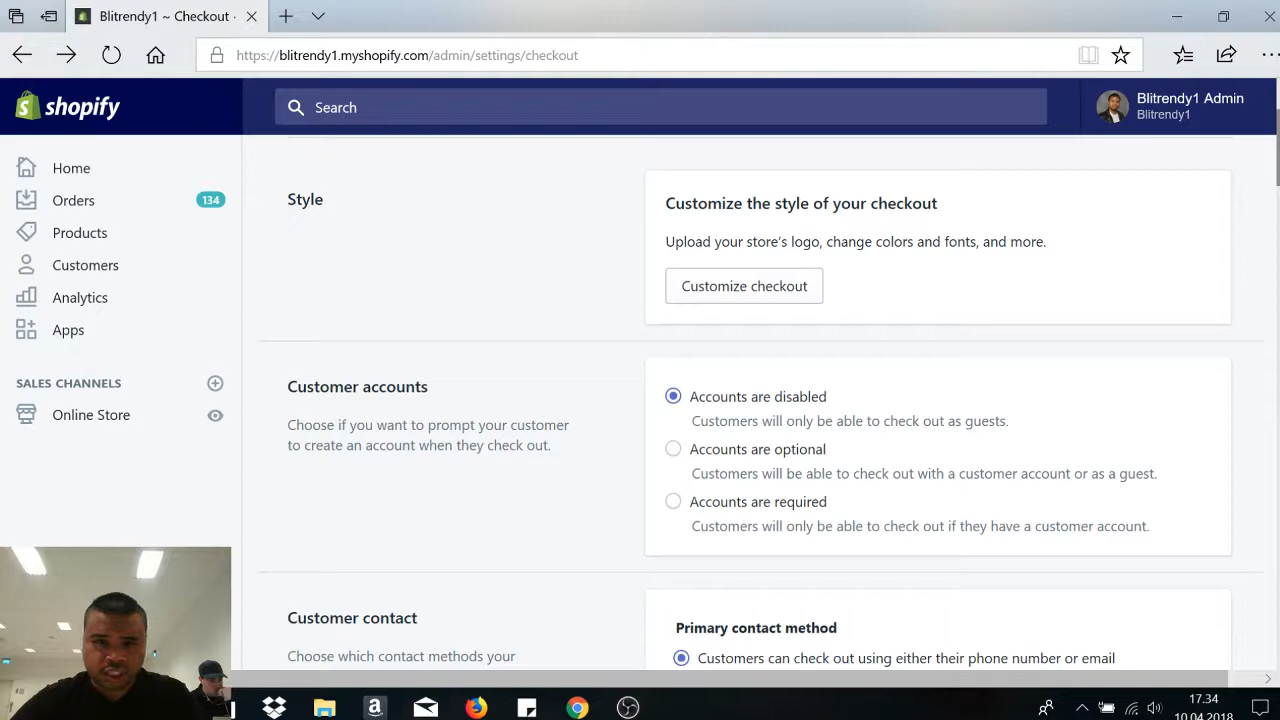 Blitrendy1 ~ Checkout ·
https://blitrendy1.myshopify.com/admin/settings/checkout
shopify
Search
Blitrendy1 Admin
Blitrendy1
Home
Orders
134
Products
Customers
Analytics
Apps
SALES CHANNELS
Online Store
Style
Customize the style of your checkout
Upload your store's logo, change colors and fonts, and more.
Customize checkout
Customer accounts
Choose if you want to prompt your customer
to create an account when they check out.
Accounts are disabled
Customers will only be able to check out as guests.
Accounts are optional
Customers will be able to check out with a customer account or as a guest.
Accounts are required
Customers will only be able to check out if they have a customer account.
Customer contact
Choose which contact methods your
Primary contact method
Customers can check out using either their phone number or email
17.34
10.04.2018